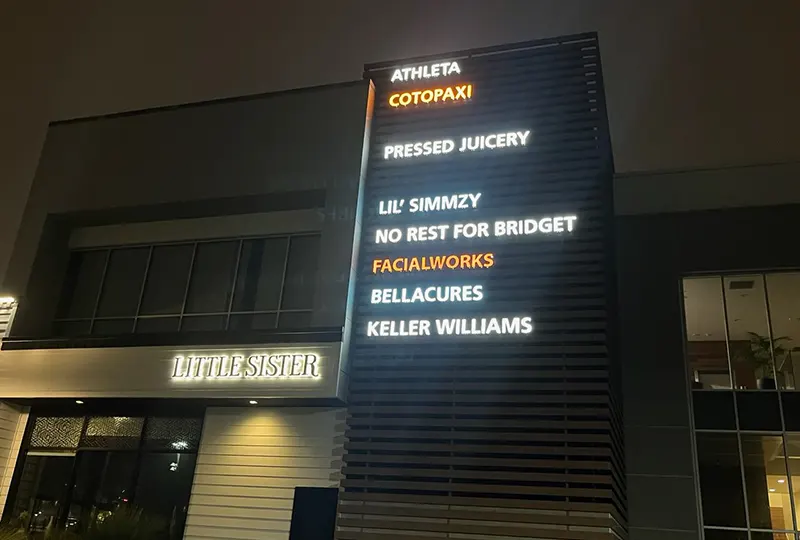 ATHLETA
COTOPAXI
PRESSED JUICERY
LIL' SIMMZY
NO REST FOR BRIDGET
FACIALWORKS
BELLACURES
KELLER WILLIAMS
LITTLE SISTER